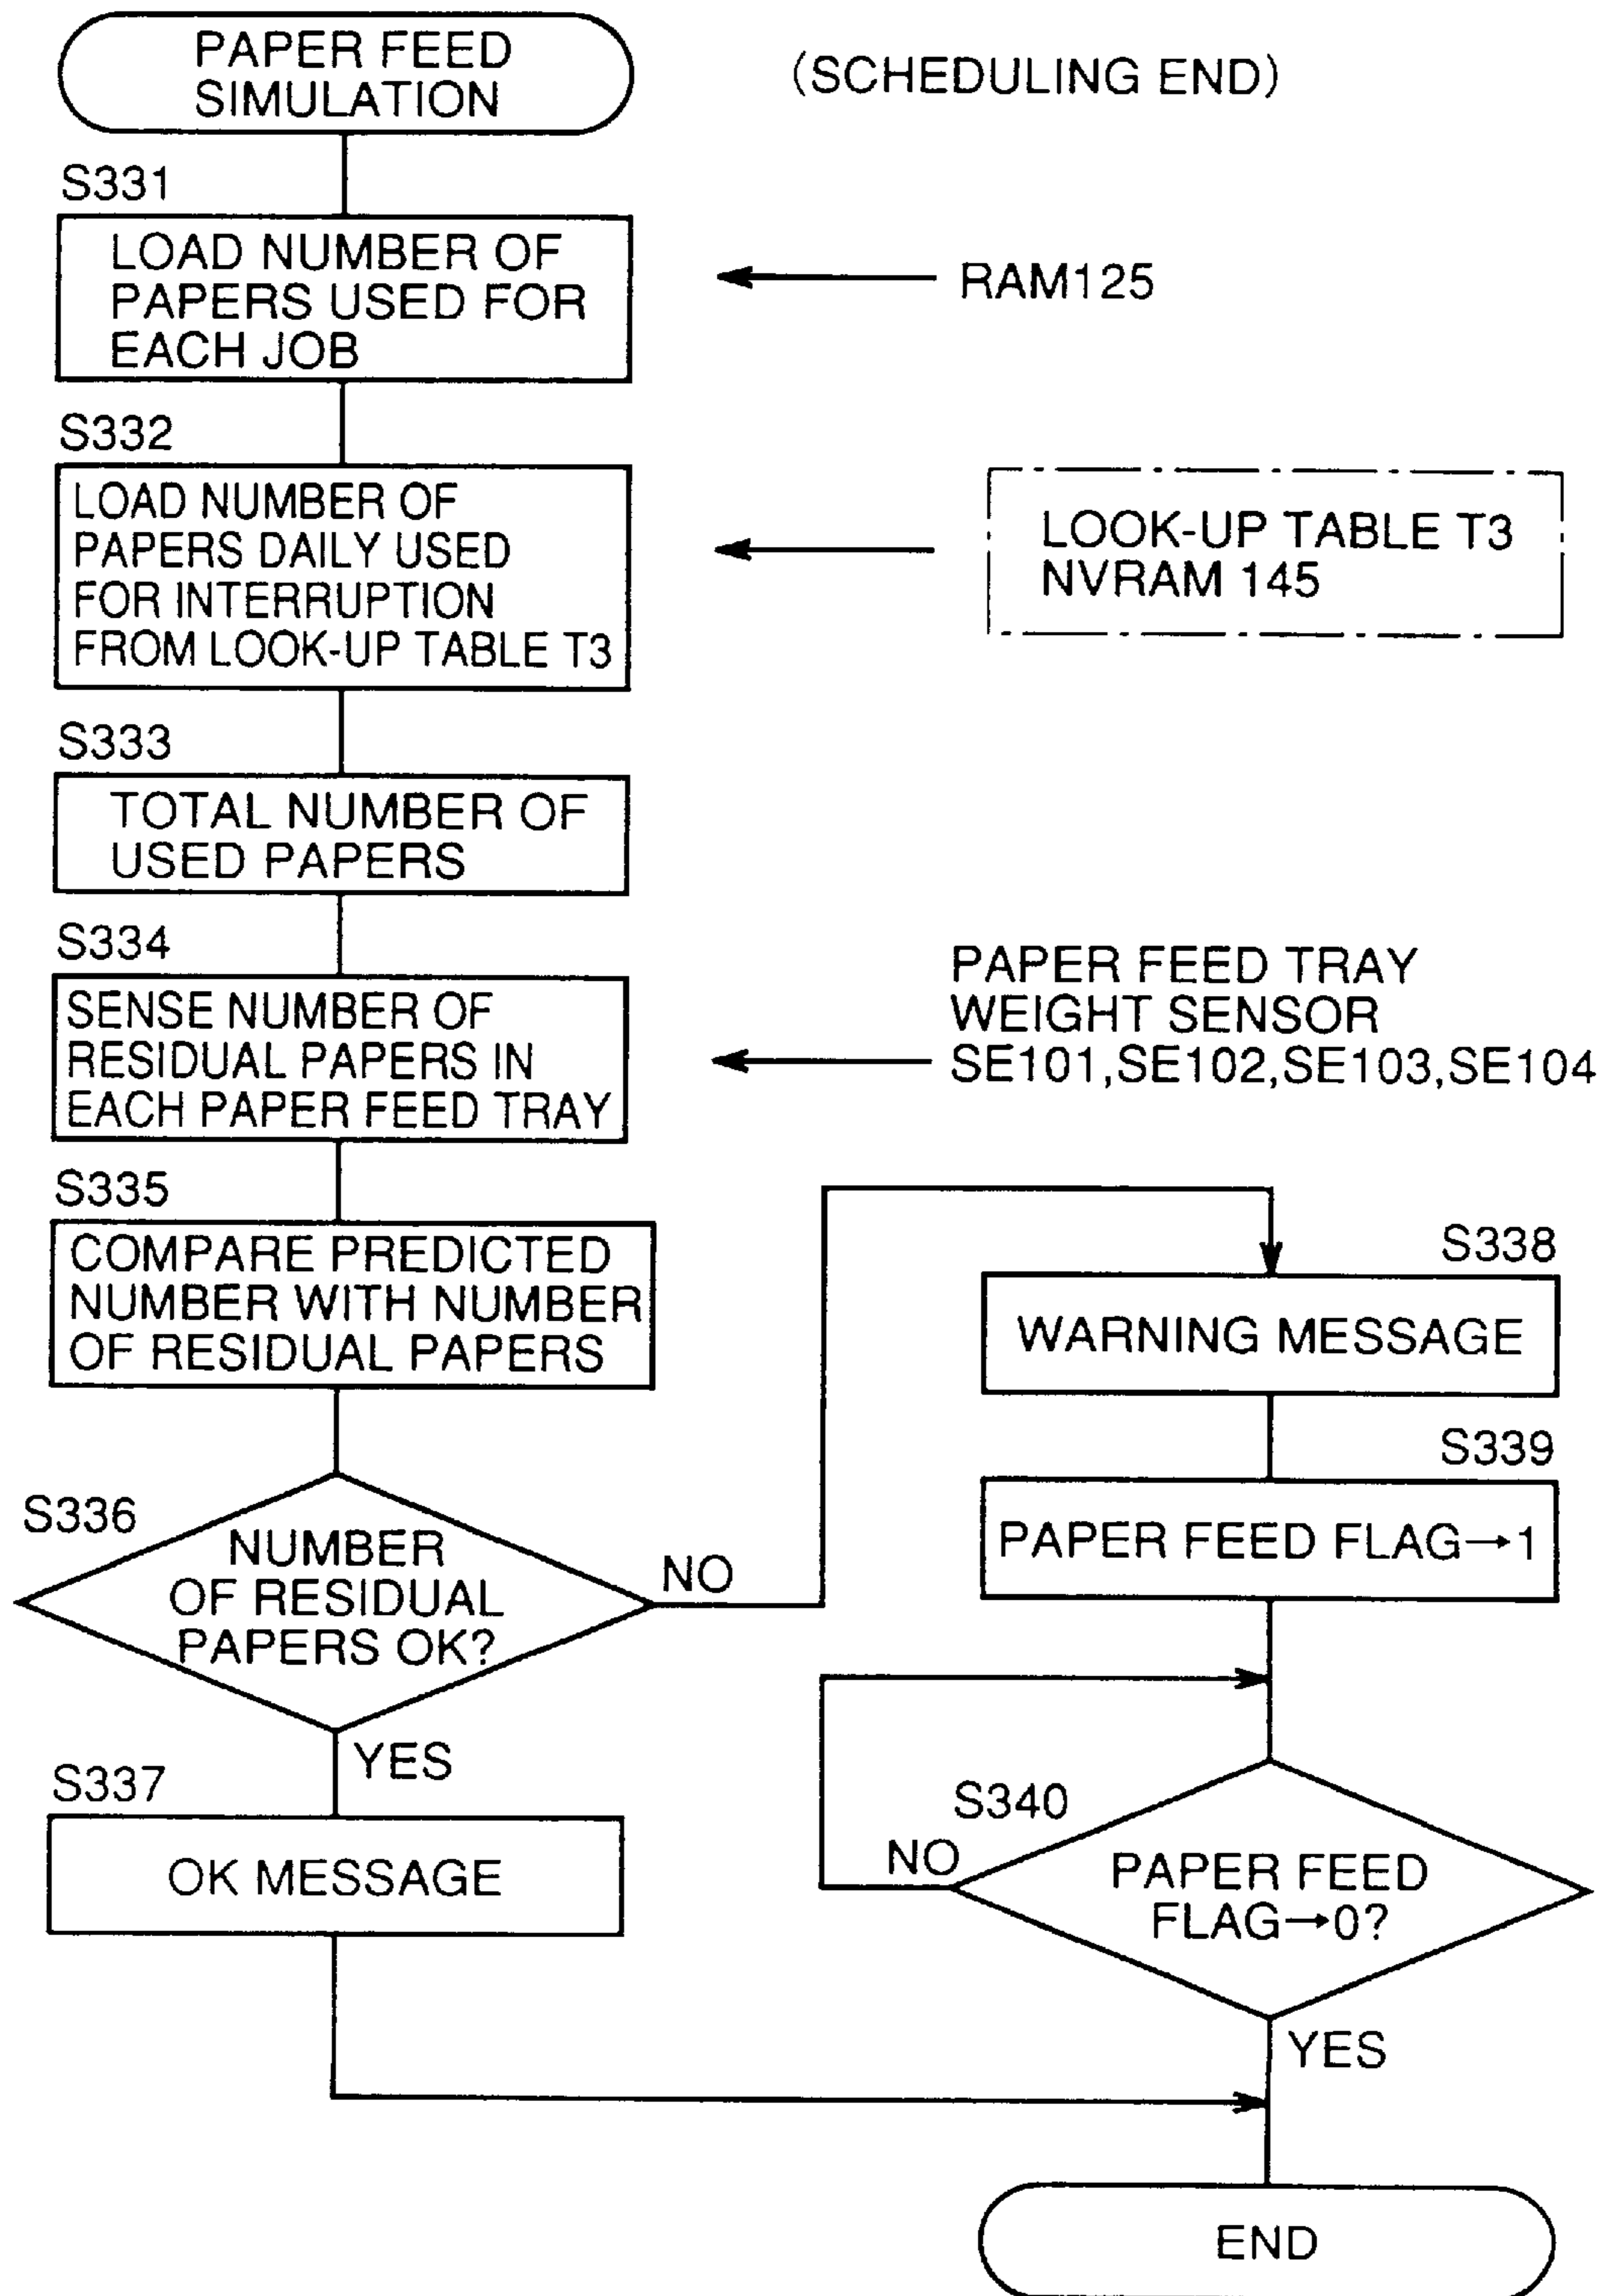 PAPER FEED
SIMULATION
(SCHEDULING END)
S331
LOAD NUMBER OF
PAPERS USED FOR
EACH JOB
RAM125
S332
LOAD NUMBER OF
PAPERS DAILY USED
FOR INTERRUPTION
FROM LOOK-UP TABLE T3
LOOK-UP TABLE T3
NVRAM 145
S333
TOTAL NUMBER OF
USED PAPERS
S334
SENSE NUMBER OF
RESIDUAL PAPERS IN
EACH PAPER FEED TRAY
PAPER FEED TRAY
WEIGHT SENSOR
SE101,SE102,SE103,SE104
S335
COMPARE PREDICTED
NUMBER WITH NUMBER
OF RESIDUAL PAPERS
S336
NUMBER
OF RESIDUAL
PAPERS OK?
NO
YES
S337
OK MESSAGE
S338
WARNING MESSAGE
S339
PAPER FEED FLAG→1
S340
NO
PAPER FEED
FLAG→0?
YES
END